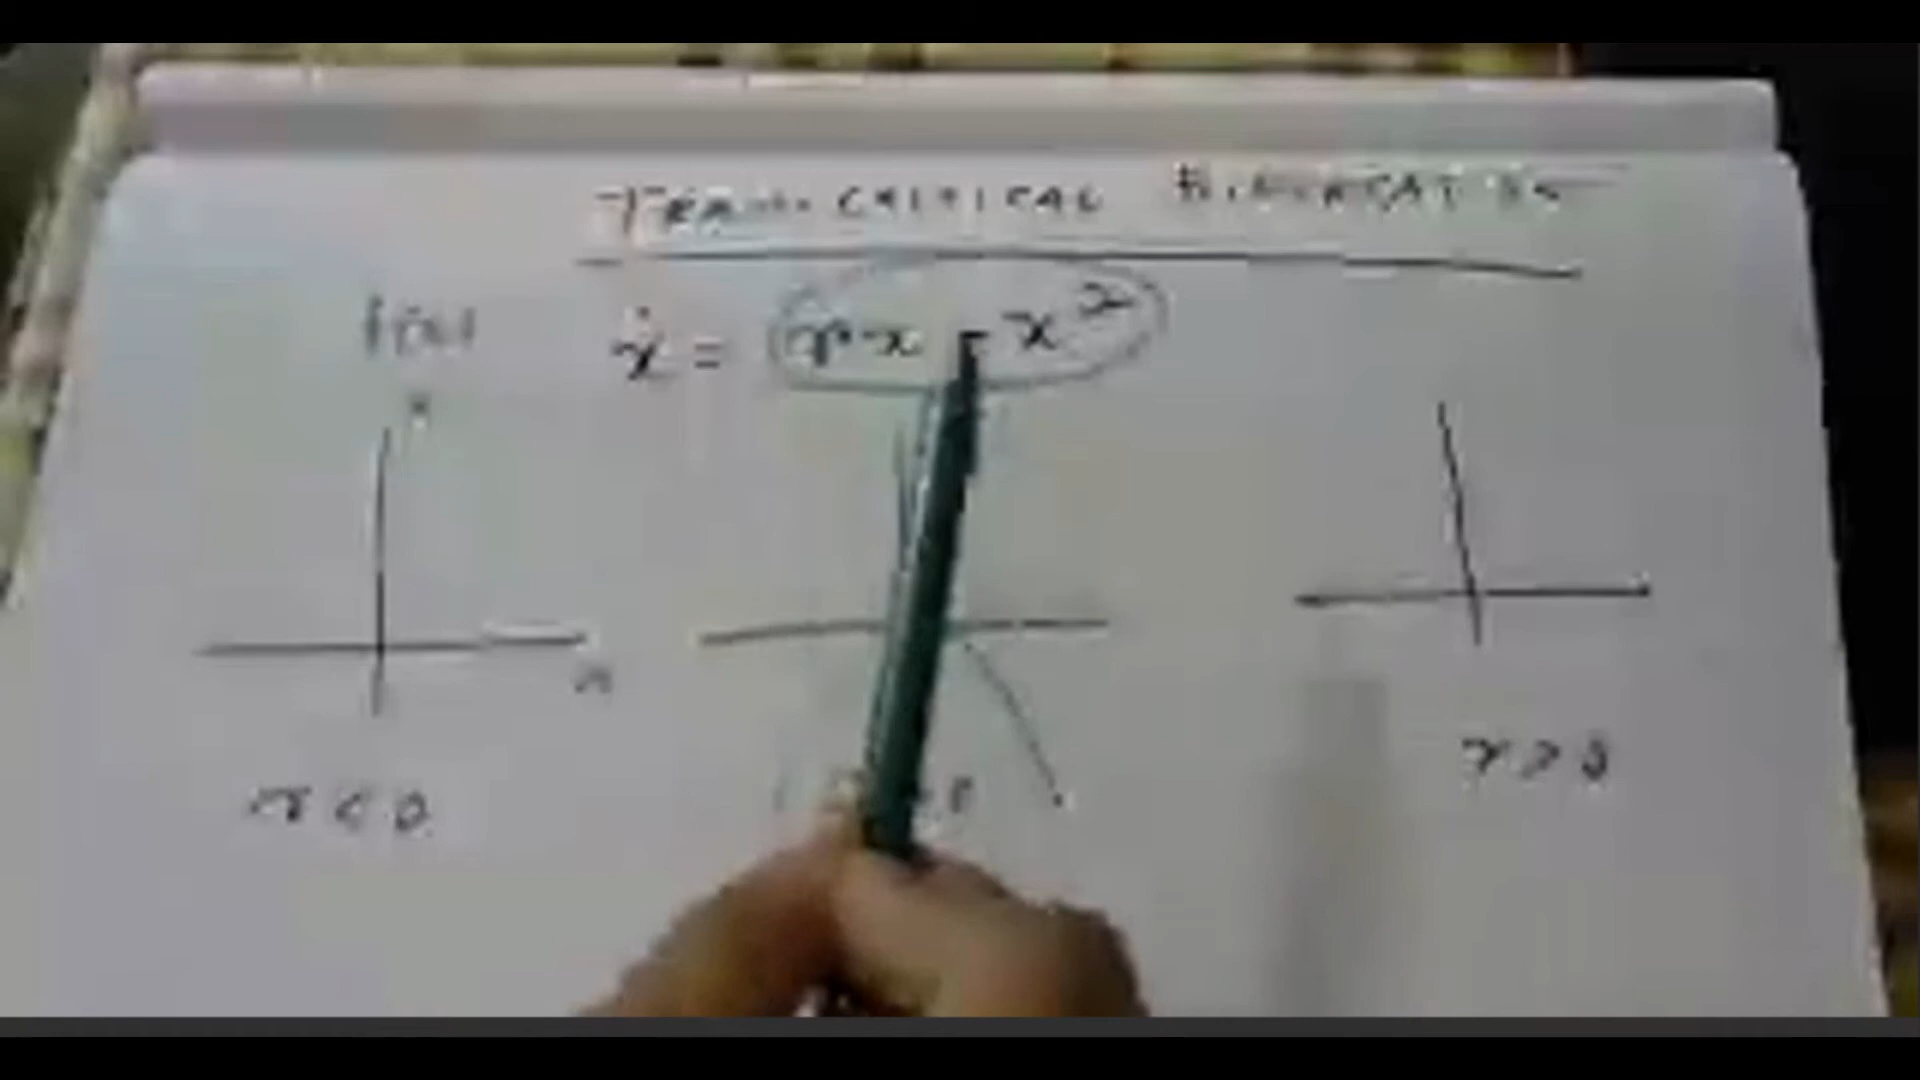 TRANSCRITICAL BIFURCATION
f(x)
ẋ = rx - x²
ẋ
x
r < 0
r > 0